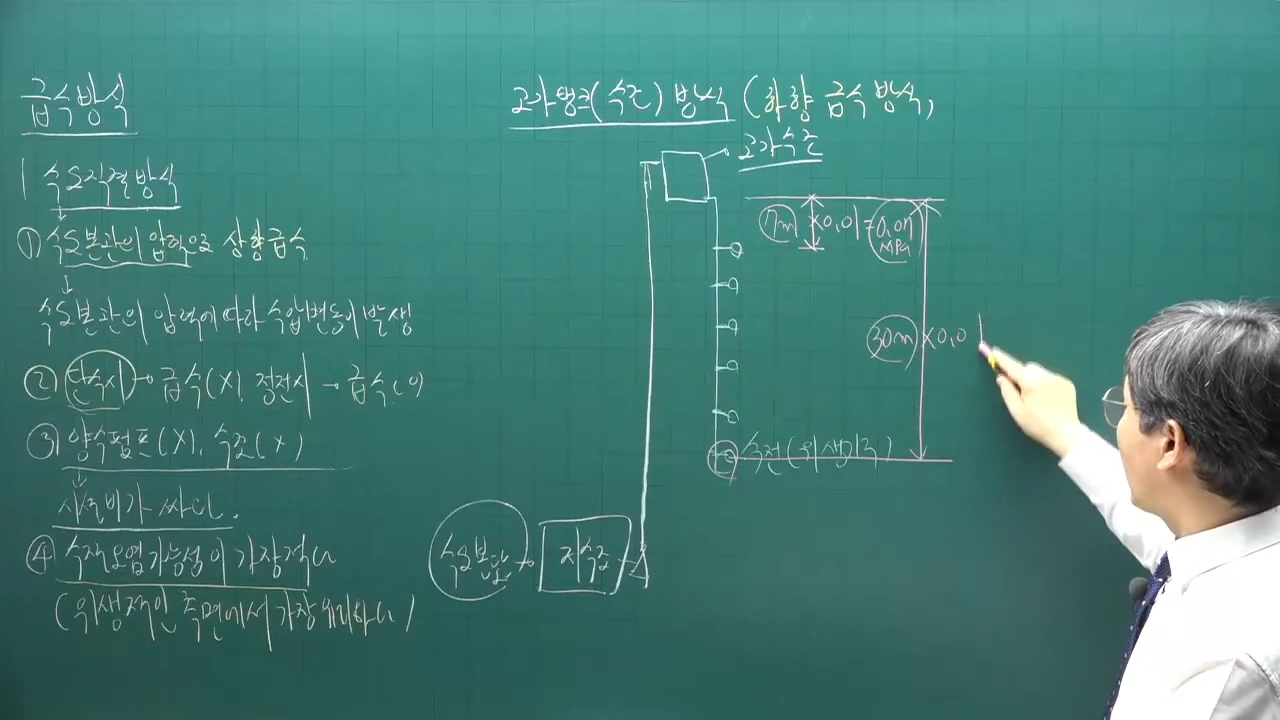 급수방식
1 수도직결방식
① 수도본관의 압력으로 상향급수
↓
수도본관의 압력에 따라 수압변동이 발생
② 단수시 → 급수(X), 정전시 → 급수(O)
③ 양수펌프(X), 수조(X)
↓
시설비가 싸다.
④ 수질오염가능성이 가장적다
(위생적인 측면에서 가장 유리하다)
고가탱크(수조) 방식 (하향 급수 방식)
고가수조
7m × 0.01 = 0.07 MPa
30m × 0.01
수전(위생기구)
수도본관 → 저수조